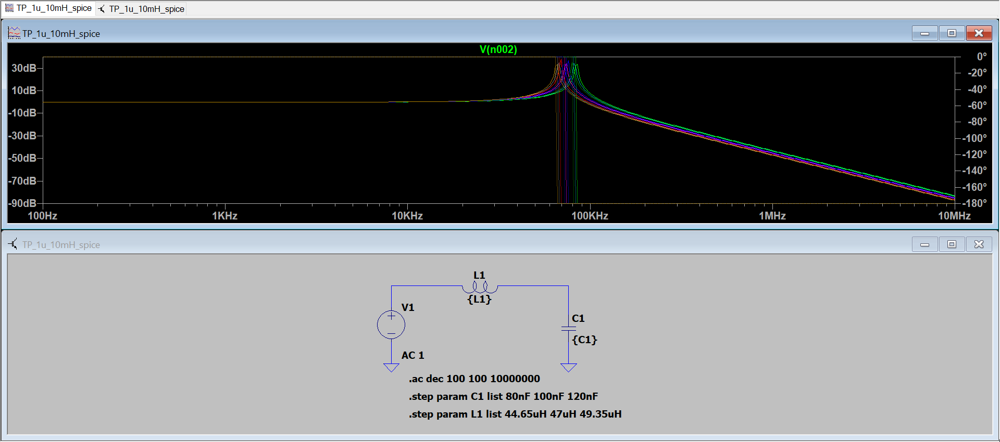 TP_1u_10mH_spice TP_1u_10mH_spice
TP_1u_10mH_spice
V(n002)
30dB 0°
10dB -20°
-10dB -40°
-30dB -60°
-50dB -80°
-70dB -100°
-90dB -120°
-140°
-160°
-180°
100Hz 1KHz 10KHz 100KHz 1MHz 10MHz
TP_1u_10mH_spice
L1
{L1}
V1
C1
{C1}
AC 1
.ac dec 100 100 10000000
.step param C1 list 80nF 100nF 120nF
.step param L1 list 44.65uH 47uH 49.35uH